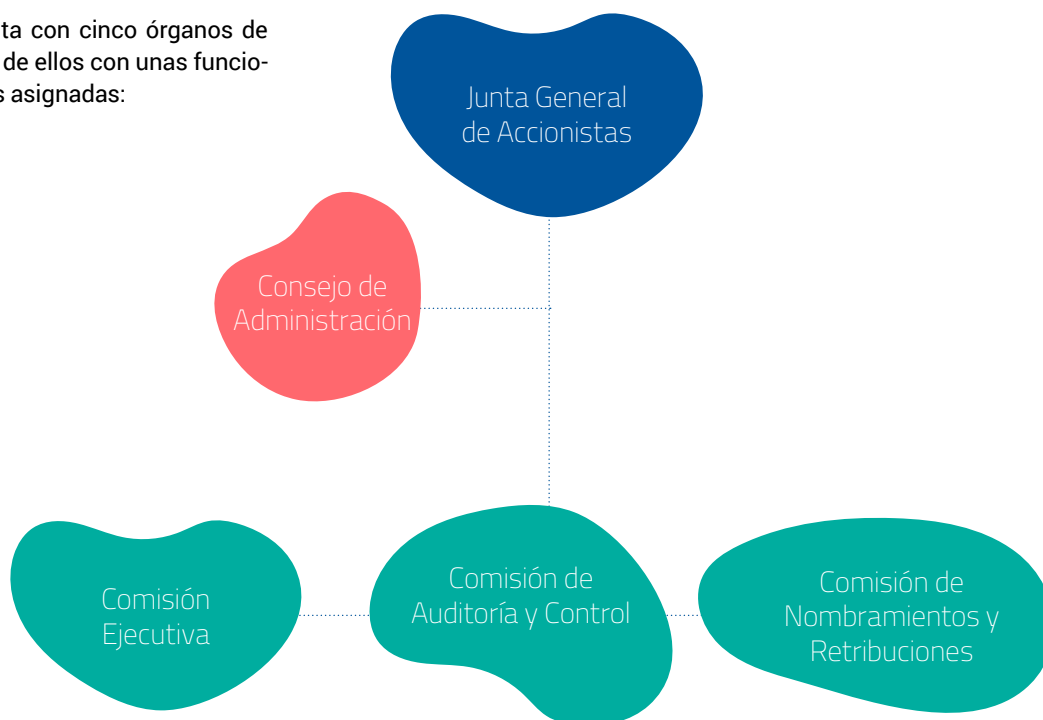 ta con cinco órganos de
de ellos con unas funcio-
s asignadas:
Junta General
de Accionistas
Consejo de
Administración
Comisión
Ejecutiva
Comisión de
Auditoría y Control
Comisión de
Nombramientos y
Retribuciones